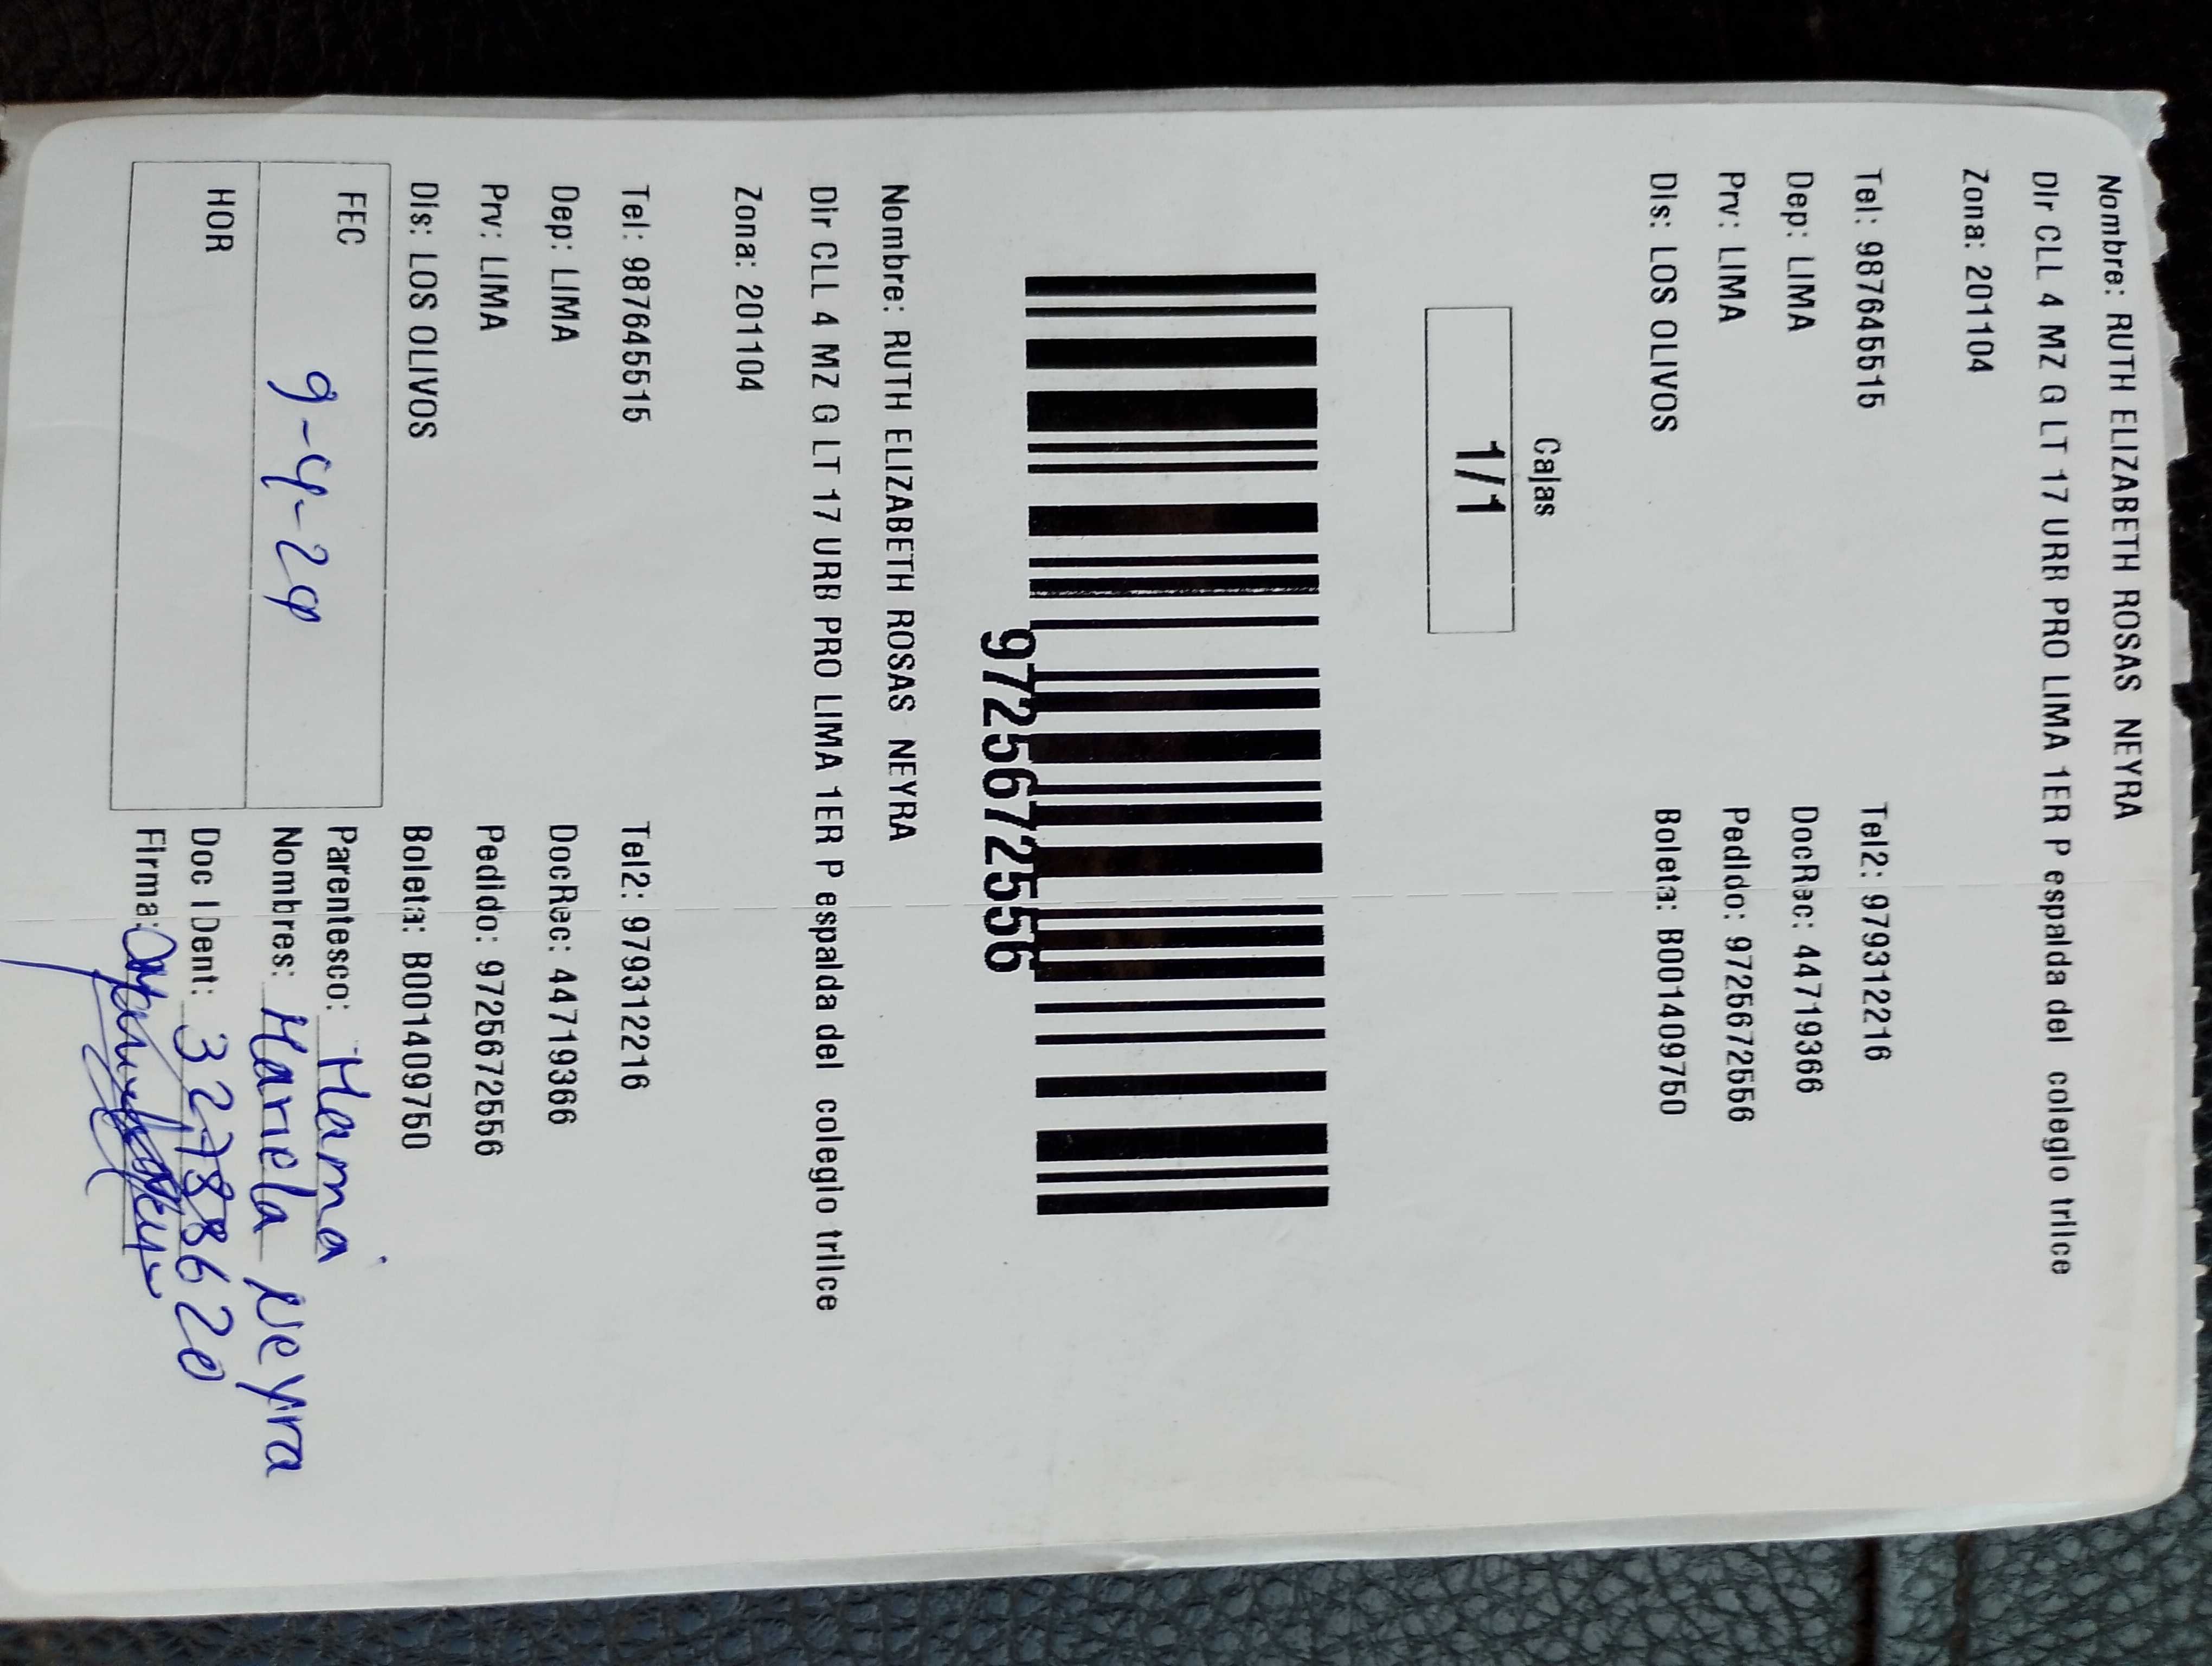 Nombre: RUTH ELIZABETH ROSAS NEYRA
Dir CLL 4 MZ G LT 17 URB PRO LIMA 1ER P espalda del colegio trilce
Zona: 201104
Tel: 987645515 Tel2: 979312216
Dep: LIMA DocRec: 44719366
Prv: LIMA Pedido: 9725672556
Dis: LOS OLIVOS Boleta: B001409750
Cajas
1/1
9725672556
Nombre: RUTH ELIZABETH ROSAS NEYRA
Dir CLL 4 MZ G LT 17 URB PRO LIMA 1ER P espalda del colegio trilce
Zona: 201104
Tel: 987645515 Tel2: 979312216
Dep: LIMA DocRec: 44719366
Prv: LIMA Pedido: 9725672556
Dis: LOS OLIVOS Boleta: B001409750
FEC 9-4-24 Parentesco: Mamá
Nombres: Mariela Neyra
HOR Doc IDent: 32788620
Firma: